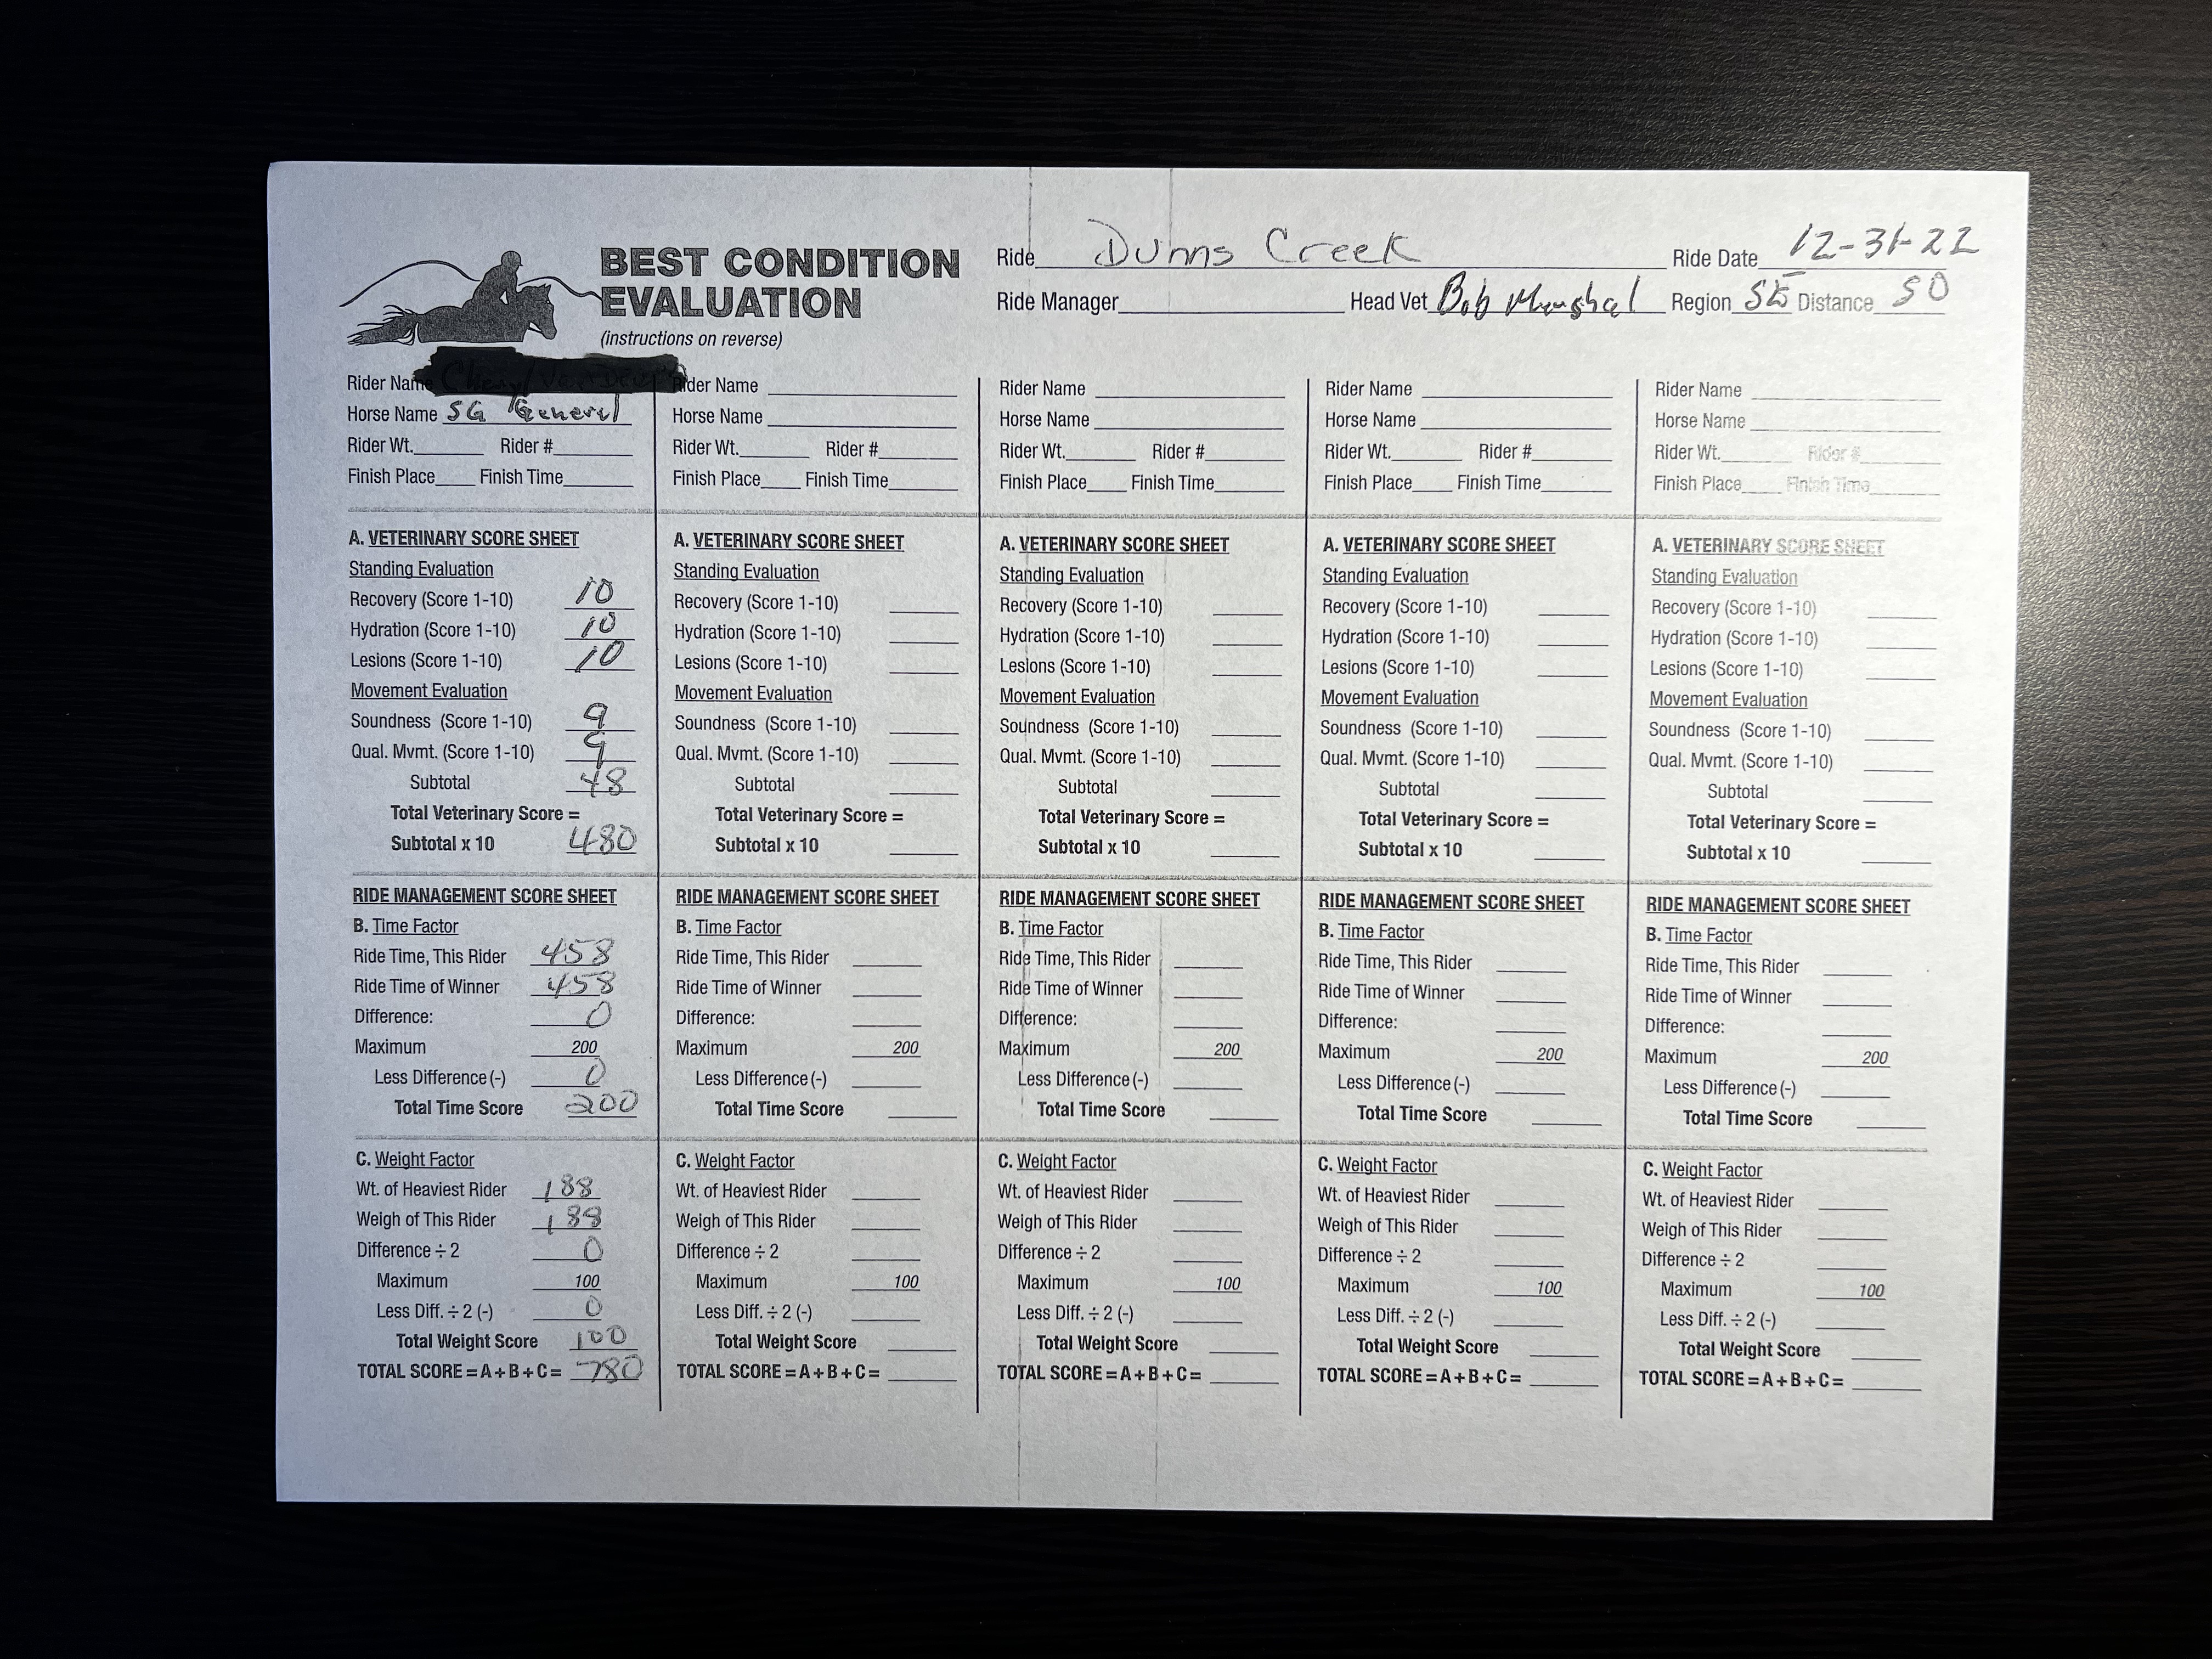 BEST CONDITION
EVALUATION
(instructions on reverse)
Ride Dunns Creek Ride Date 12-31-22
Ride Manager Head Vet Bob Marshal Region SE Distance 50
Rider Name
Horse Name SG General
Rider Wt. Rider #
Finish Place Finish Time
A. VETERINARY SCORE SHEET
Standing Evaluation
Recovery (Score 1-10) 10
Hydration (Score 1-10) 10
Lesions (Score 1-10) 10
Movement Evaluation
Soundness (Score 1-10) 9
Qual. Mvmt. (Score 1-10) 9
Subtotal 48
Total Veterinary Score =
Subtotal x 10 480
RIDE MANAGEMENT SCORE SHEET
B. Time Factor
Ride Time, This Rider 458
Ride Time of Winner 458
Difference: 0
Maximum 200
Less Difference (-) 0
Total Time Score 200
C. Weight Factor
Wt. of Heaviest Rider 188
Weigh of This Rider 188
Difference ÷ 2 0
Maximum 100
Less Diff. ÷ 2 (-) 0
Total Weight Score 100
TOTAL SCORE = A + B + C = 780
Rider Name
Horse Name
Rider Wt. Rider #
Finish Place Finish Time
A. VETERINARY SCORE SHEET
Standing Evaluation
Recovery (Score 1-10)
Hydration (Score 1-10)
Lesions (Score 1-10)
Movement Evaluation
Soundness (Score 1-10)
Qual. Mvmt. (Score 1-10)
Subtotal
Total Veterinary Score =
Subtotal x 10
RIDE MANAGEMENT SCORE SHEET
B. Time Factor
Ride Time, This Rider
Ride Time of Winner
Difference:
Maximum 200
Less Difference (-)
Total Time Score
C. Weight Factor
Wt. of Heaviest Rider
Weigh of This Rider
Difference ÷ 2
Maximum 100
Less Diff. ÷ 2 (-)
Total Weight Score
TOTAL SCORE = A + B + C =
Rider Name
Horse Name
Rider Wt. Rider #
Finish Place Finish Time
A. VETERINARY SCORE SHEET
Standing Evaluation
Recovery (Score 1-10)
Hydration (Score 1-10)
Lesions (Score 1-10)
Movement Evaluation
Soundness (Score 1-10)
Qual. Mvmt. (Score 1-10)
Subtotal
Total Veterinary Score =
Subtotal x 10
RIDE MANAGEMENT SCORE SHEET
B. Time Factor
Ride Time, This Rider
Ride Time of Winner
Difference:
Maximum 200
Less Difference (-)
Total Time Score
C. Weight Factor
Wt. of Heaviest Rider
Weigh of This Rider
Difference ÷ 2
Maximum 100
Less Diff. ÷ 2 (-)
Total Weight Score
TOTAL SCORE = A + B + C =
Rider Name
Horse Name
Rider Wt. Rider #
Finish Place Finish Time
A. VETERINARY SCORE SHEET
Standing Evaluation
Recovery (Score 1-10)
Hydration (Score 1-10)
Lesions (Score 1-10)
Movement Evaluation
Soundness (Score 1-10)
Qual. Mvmt. (Score 1-10)
Subtotal
Total Veterinary Score =
Subtotal x 10
RIDE MANAGEMENT SCORE SHEET
B. Time Factor
Ride Time, This Rider
Ride Time of Winner
Difference:
Maximum 200
Less Difference (-)
Total Time Score
C. Weight Factor
Wt. of Heaviest Rider
Weigh of This Rider
Difference ÷ 2
Maximum 100
Less Diff. ÷ 2 (-)
Total Weight Score
TOTAL SCORE = A + B + C =
Rider Name
Horse Name
Rider Wt. Rider #
Finish Place Finish Time
A. VETERINARY SCORE SHEET
Standing Evaluation
Recovery (Score 1-10)
Hydration (Score 1-10)
Lesions (Score 1-10)
Movement Evaluation
Soundness (Score 1-10)
Qual. Mvmt. (Score 1-10)
Subtotal
Total Veterinary Score =
Subtotal x 10
RIDE MANAGEMENT SCORE SHEET
B. Time Factor
Ride Time, This Rider
Ride Time of Winner
Difference:
Maximum 200
Less Difference (-)
Total Time Score
C. Weight Factor
Wt. of Heaviest Rider
Weigh of This Rider
Difference ÷ 2
Maximum 100
Less Diff. ÷ 2 (-)
Total Weight Score
TOTAL SCORE = A + B + C =